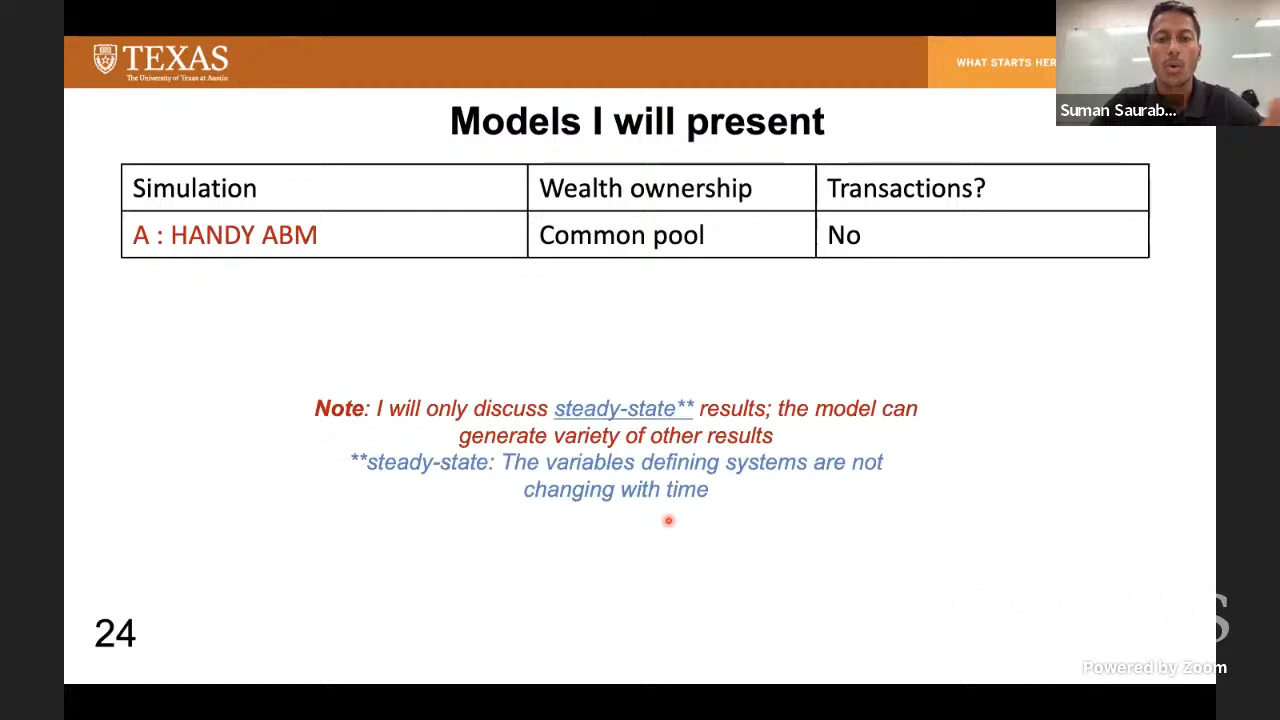 TEXAS
The University of Texas at Austin
WHAT STARTS HER
Suman Saurab...
Models I will present
Simulation Wealth ownership Transactions?
A : HANDY ABM Common pool No
Note: I will only discuss steady-state** results; the model can
generate variety of other results
**steady-state: The variables defining systems are not
changing with time
24
S
Powered by Zoom